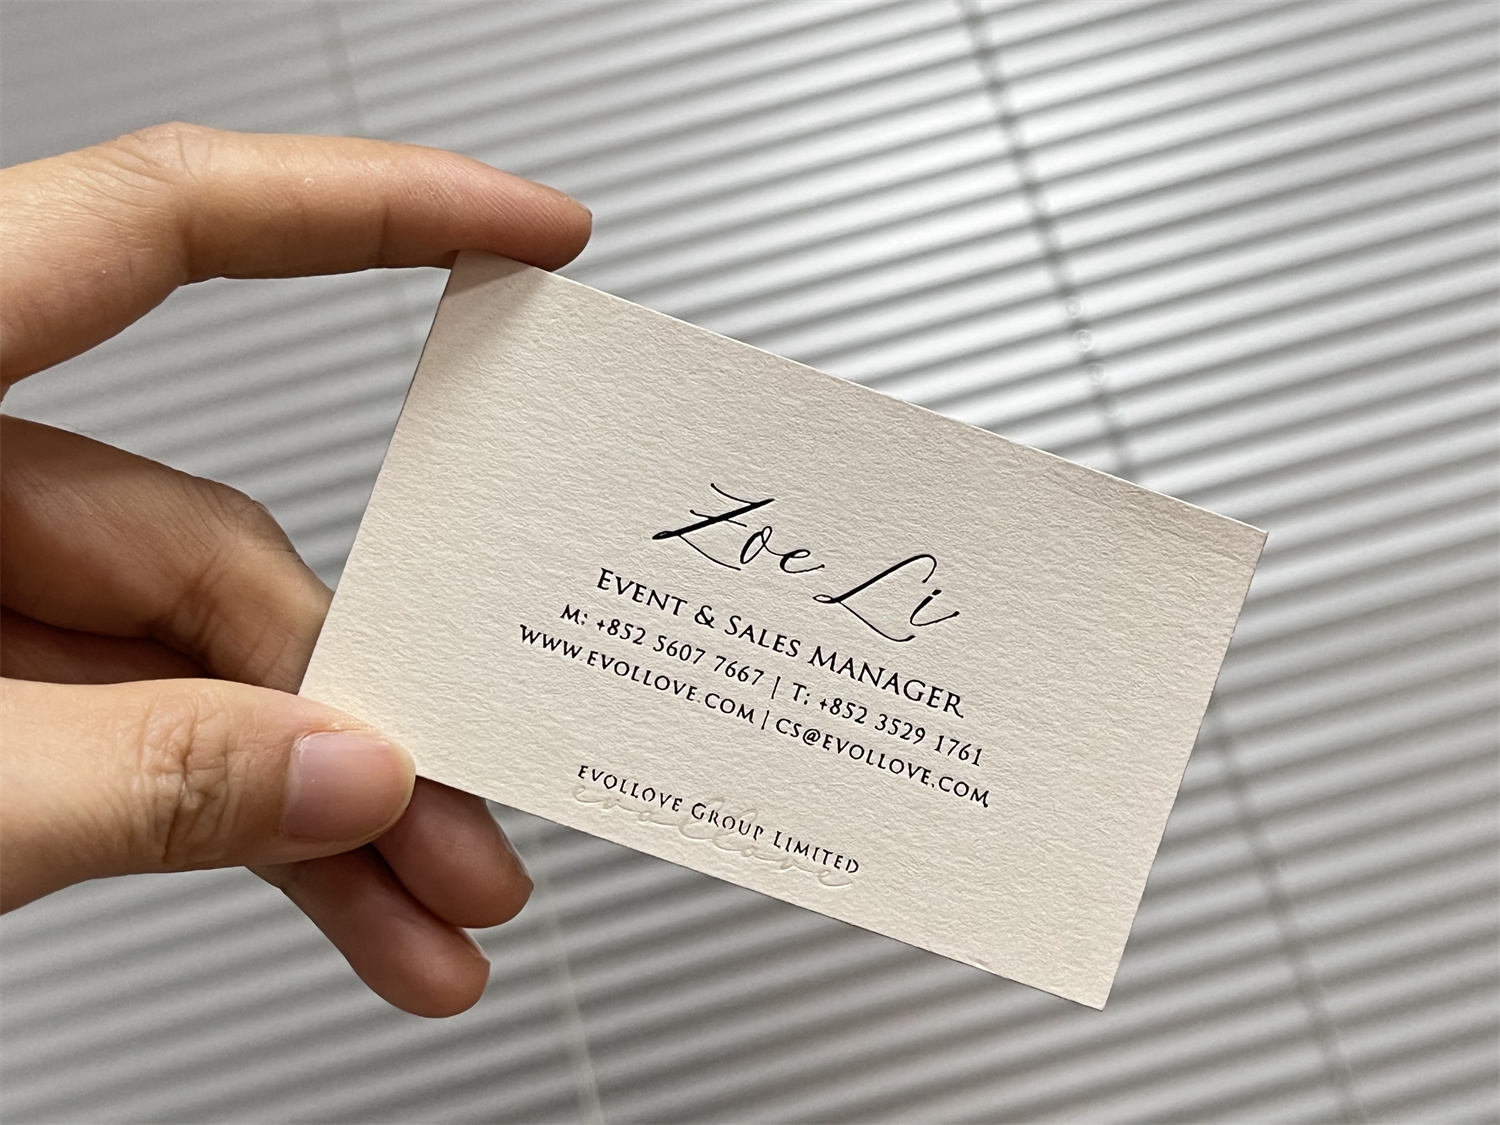 Zoe Li
EVENT & SALES MANAGER
M: +852 5607 7667 | T: +852 3529 1761
WWW.EVOLLOVE.COM | CS@EVOLLOVE.COM
EVOLLOVE GROUP LIMITED
evollove